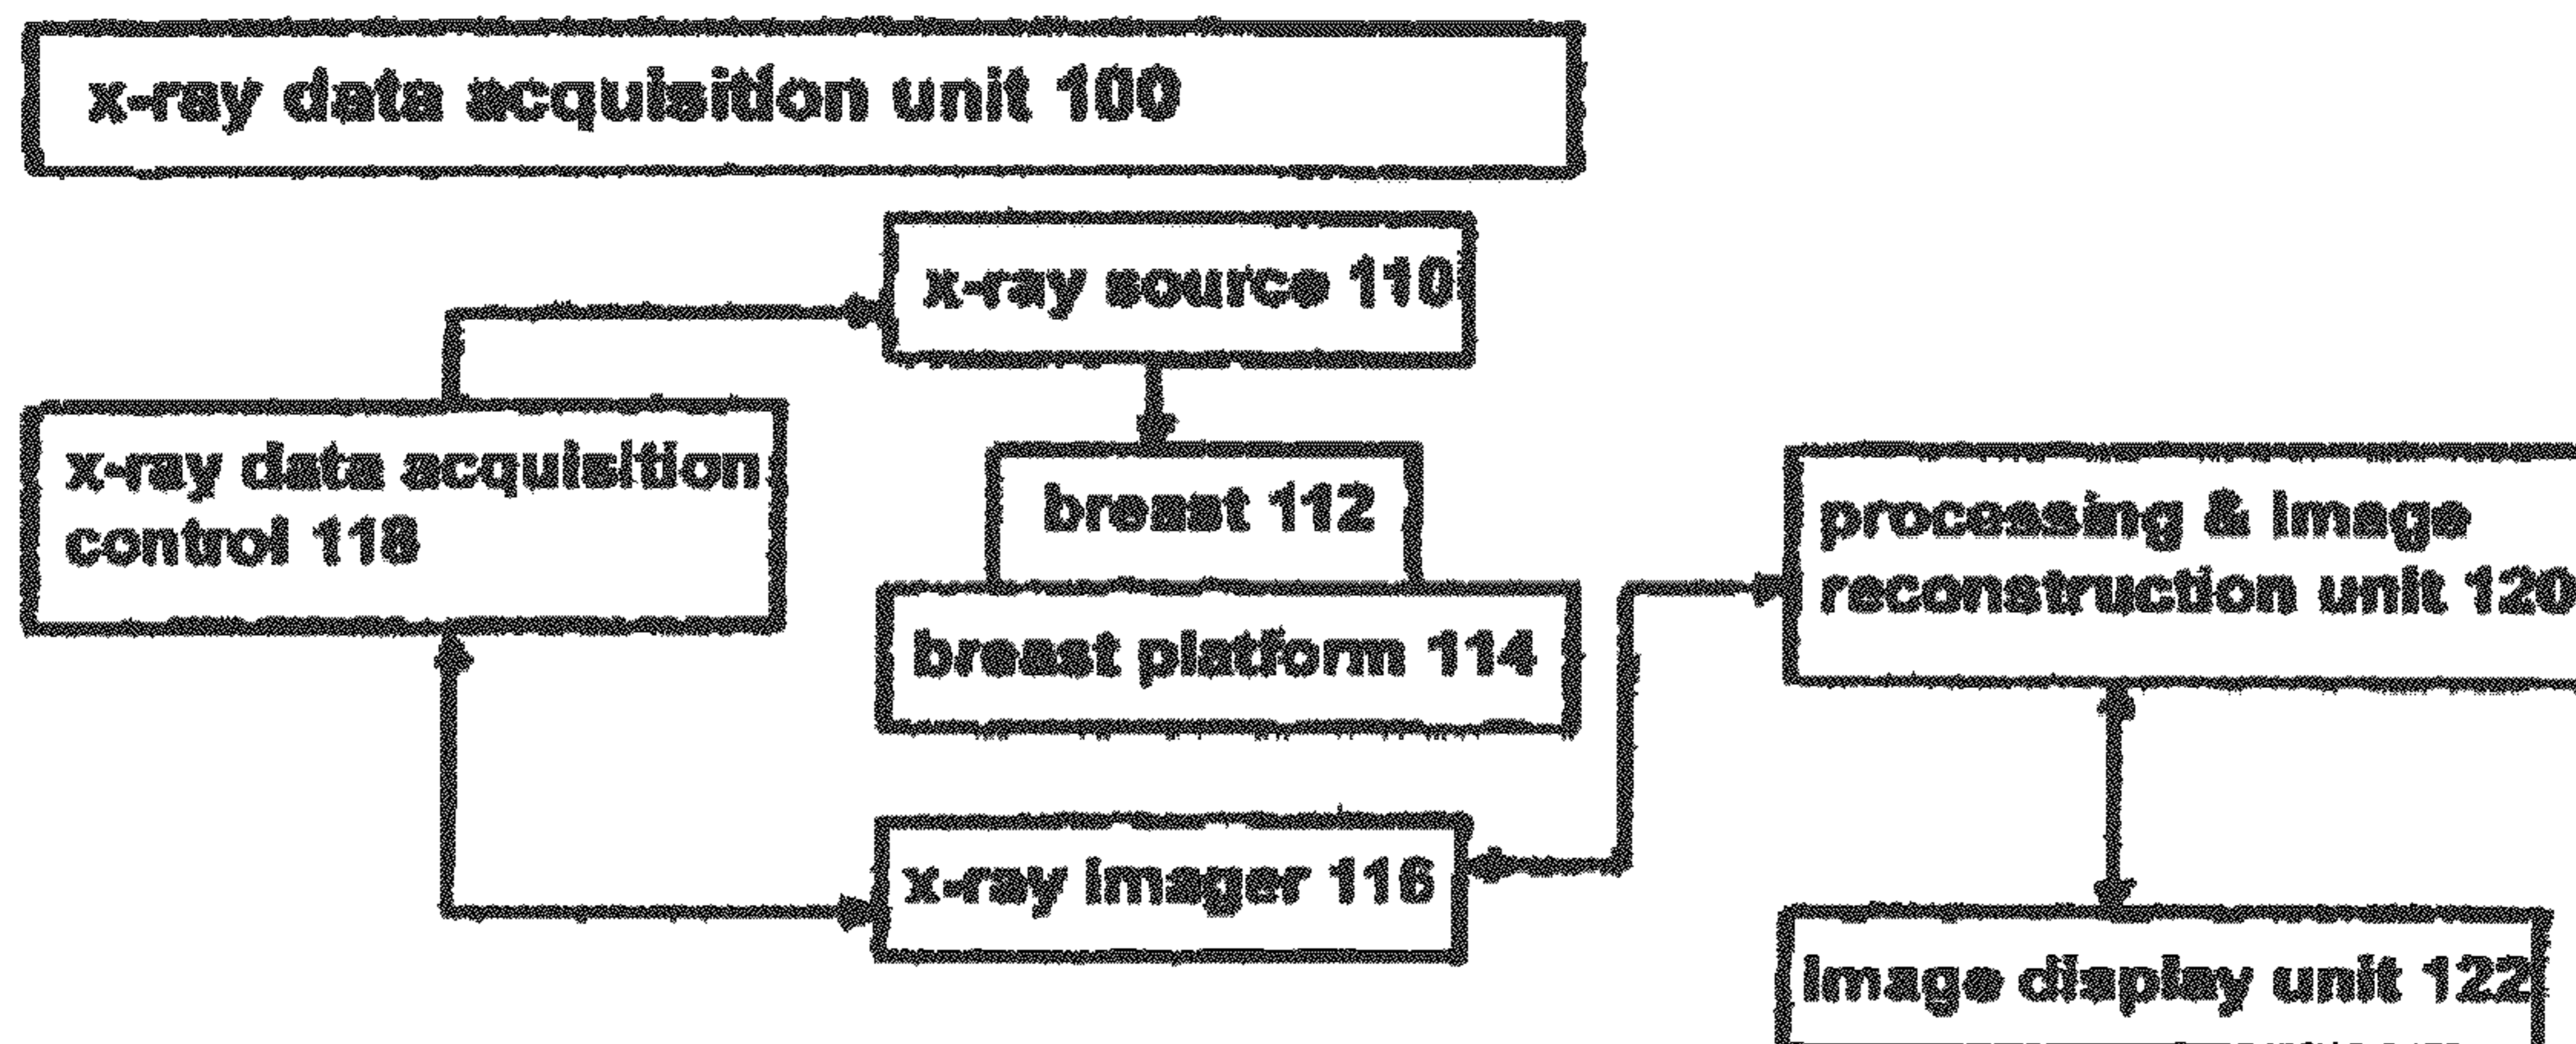 x-ray data acquisition unit 100
x-ray source 110
x-ray data acquisition
control 118
breast 112
processing & image
reconstruction unit 120
breast platform 114
x-ray imager 116
image display unit 122